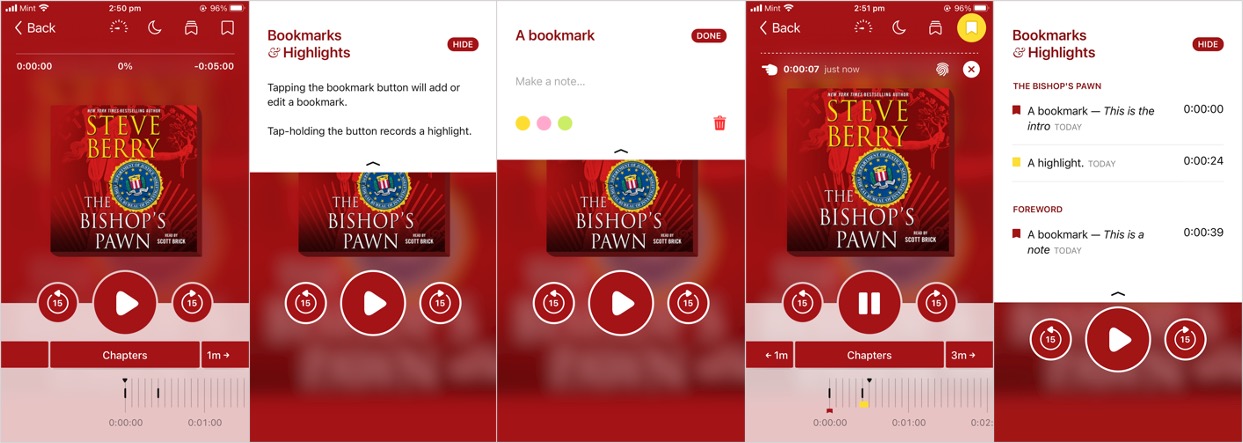 Mint 2:50 pm 96%
Back
0:00:00 0% -0:05:00
NEW YORK TIMES BESTSELLING AUTHOR
STEVE
BERRY
THE
BISHOP'S
PAWN
READ BY
SCOTT BRICK
15 15
Chapters 1m →
0:00:00 0:01:00
Bookmarks
& Highlights
HIDE
Tapping the bookmark button will add or
edit a bookmark.
Tap-holding the button records a highlight.
THE
BISHOP'S
PAWN
READ BY
SCOTT BRICK
15 15
A bookmark DONE
Make a note...
THE
BISHOP'S
PAWN
READ BY
SCOTT BRICK
15 15
Mint 2:51 pm 96%
Back
0:00:07 just now
NEW YORK TIMES BESTSELLING AUTHOR
STEVE
BERRY
THE
BISHOP'S
PAWN
READ BY
SCOTT BRICK
15 15
← 1m Chapters 3m →
0:00:00 0:01:00 0:02:
Bookmarks
& Highlights
HIDE
THE BISHOP'S PAWN
A bookmark — This is the 0:00:00
intro TODAY
A highlight. TODAY 0:00:24
FOREWORD
A bookmark — This is a 0:00:39
note TODAY
15 15